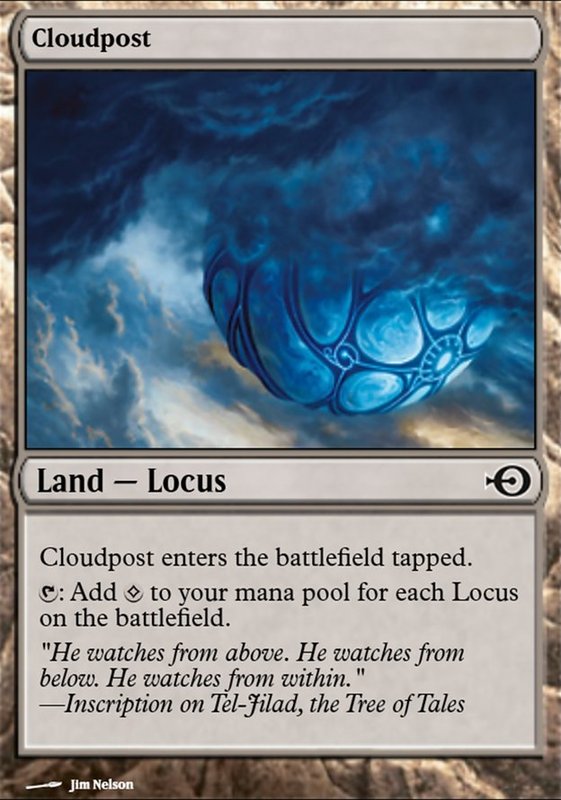 Cloudpost
Land — Locus
Cloudpost enters the battlefield tapped.
: Add to your mana pool for each Locus
on the battlefield.
"He watches from above. He watches from
below. He watches from within."
—Inscription on Tel-Jilad, the Tree of Tales
Jim Nelson